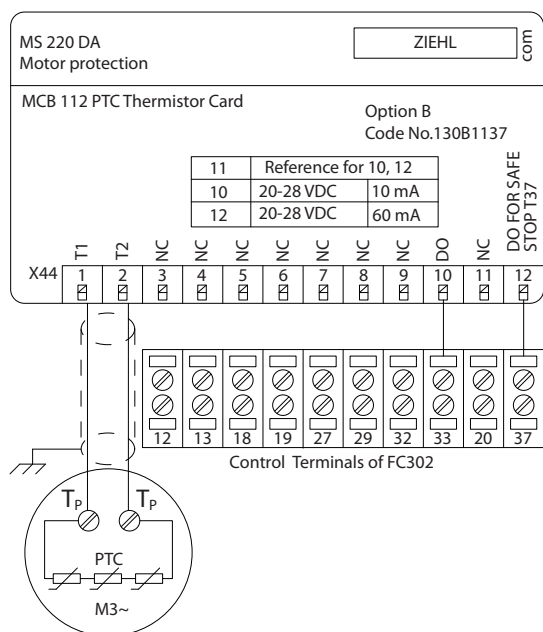 MS 220 DA
Motor protection
ZIEHL
com
MCB 112 PTC Thermistor Card
Option B
Code No.130B1137
11 Reference for 10, 12
10 20-28 VDC 10 mA
12 20-28 VDC 60 mA
T1 T2 NC NC NC NC NC NC NC DO NC DO FOR SAFE
STOP T37
X44 1 2 3 4 5 6 7 8 9 10 11 12
12 13 18 19 27 29 32 33 20 37
Control Terminals of FC302
TP TP
PTC
M3~